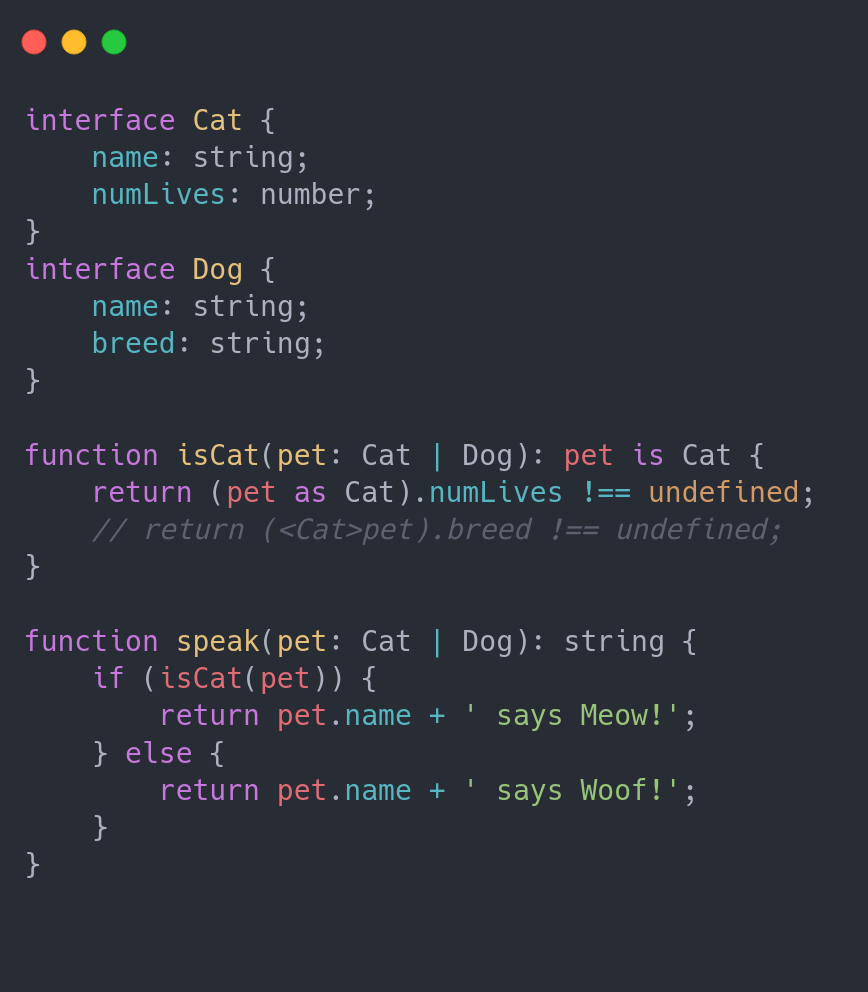 interface Cat {
    name: string;
    numLives: number;
}
interface Dog {
    name: string;
    breed: string;
}

function isCat(pet: Cat | Dog): pet is Cat {
    return (pet as Cat).numLives !== undefined;
    // return (<Cat>pet).breed !== undefined;
}

function speak(pet: Cat | Dog): string {
    if (isCat(pet)) {
        return pet.name + ' says Meow!';
    } else {
        return pet.name + ' says Woof!';
    }
}